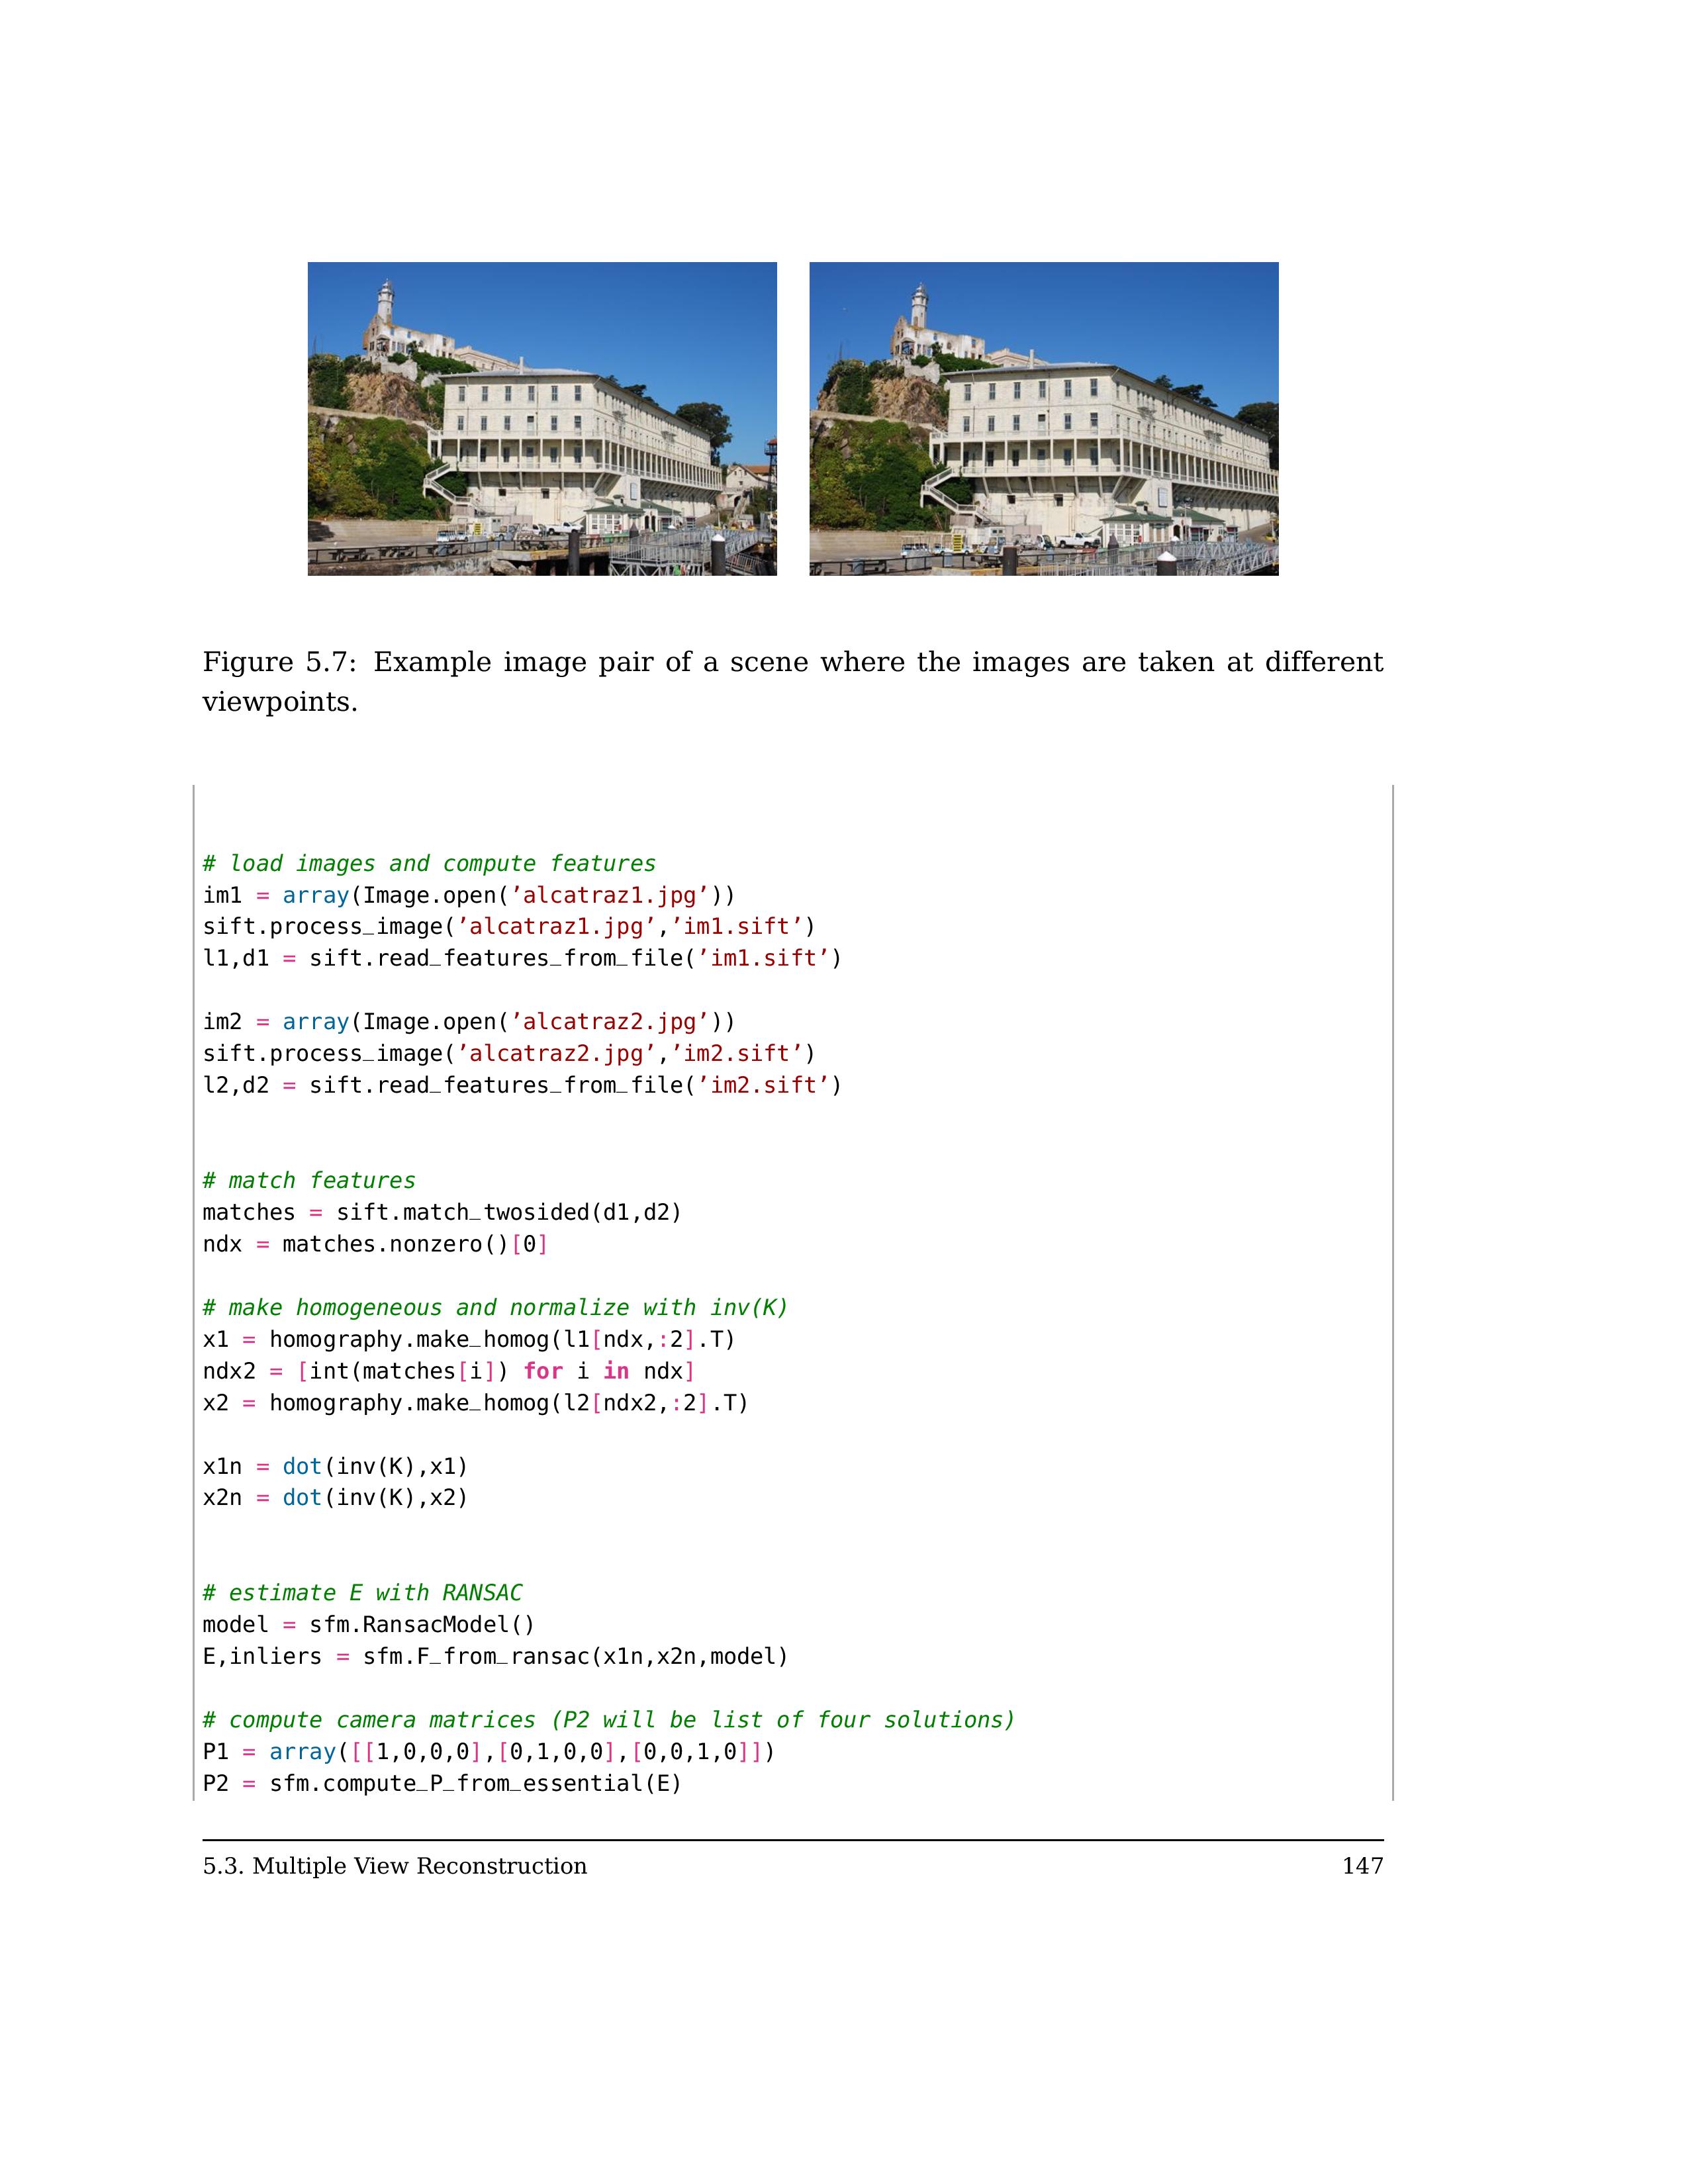 Figure 5.7: Example image pair of a scene where the images are taken at different
viewpoints.
# load images and compute features
im1 = array(Image.open(’alcatraz1.jpg’))
sift.process_image(’alcatraz1.jpg’,’im1.sift’)
l1,d1 = sift.read_features_from_file(’im1.sift’)
im2 = array(Image.open(’alcatraz2.jpg’))
sift.process_image(’alcatraz2.jpg’,’im2.sift’)
l2,d2 = sift.read_features_from_file(’im2.sift’)
# match features
matches = sift.match_twosided(d1,d2)
ndx = matches.nonzero()[0]
# make homogeneous and normalize with inv(K)
x1 = homography.make_homog(l1[ndx,:2].T)
ndx2 = [int(matches[i]) for i in ndx]
x2 = homography.make_homog(l2[ndx2,:2].T)
x1n = dot(inv(K),x1)
x2n = dot(inv(K),x2)
# estimate E with RANSAC
model = sfm.RansacModel()
E,inliers = sfm.F_from_ransac(x1n,x2n,model)
# compute camera matrices (P2 will be list of four solutions)
P1 = array([[1,0,0,0],[0,1,0,0],[0,0,1,0]])
P2 = sfm.compute_P_from_essential(E)
5.3. Multiple View Reconstruction 147